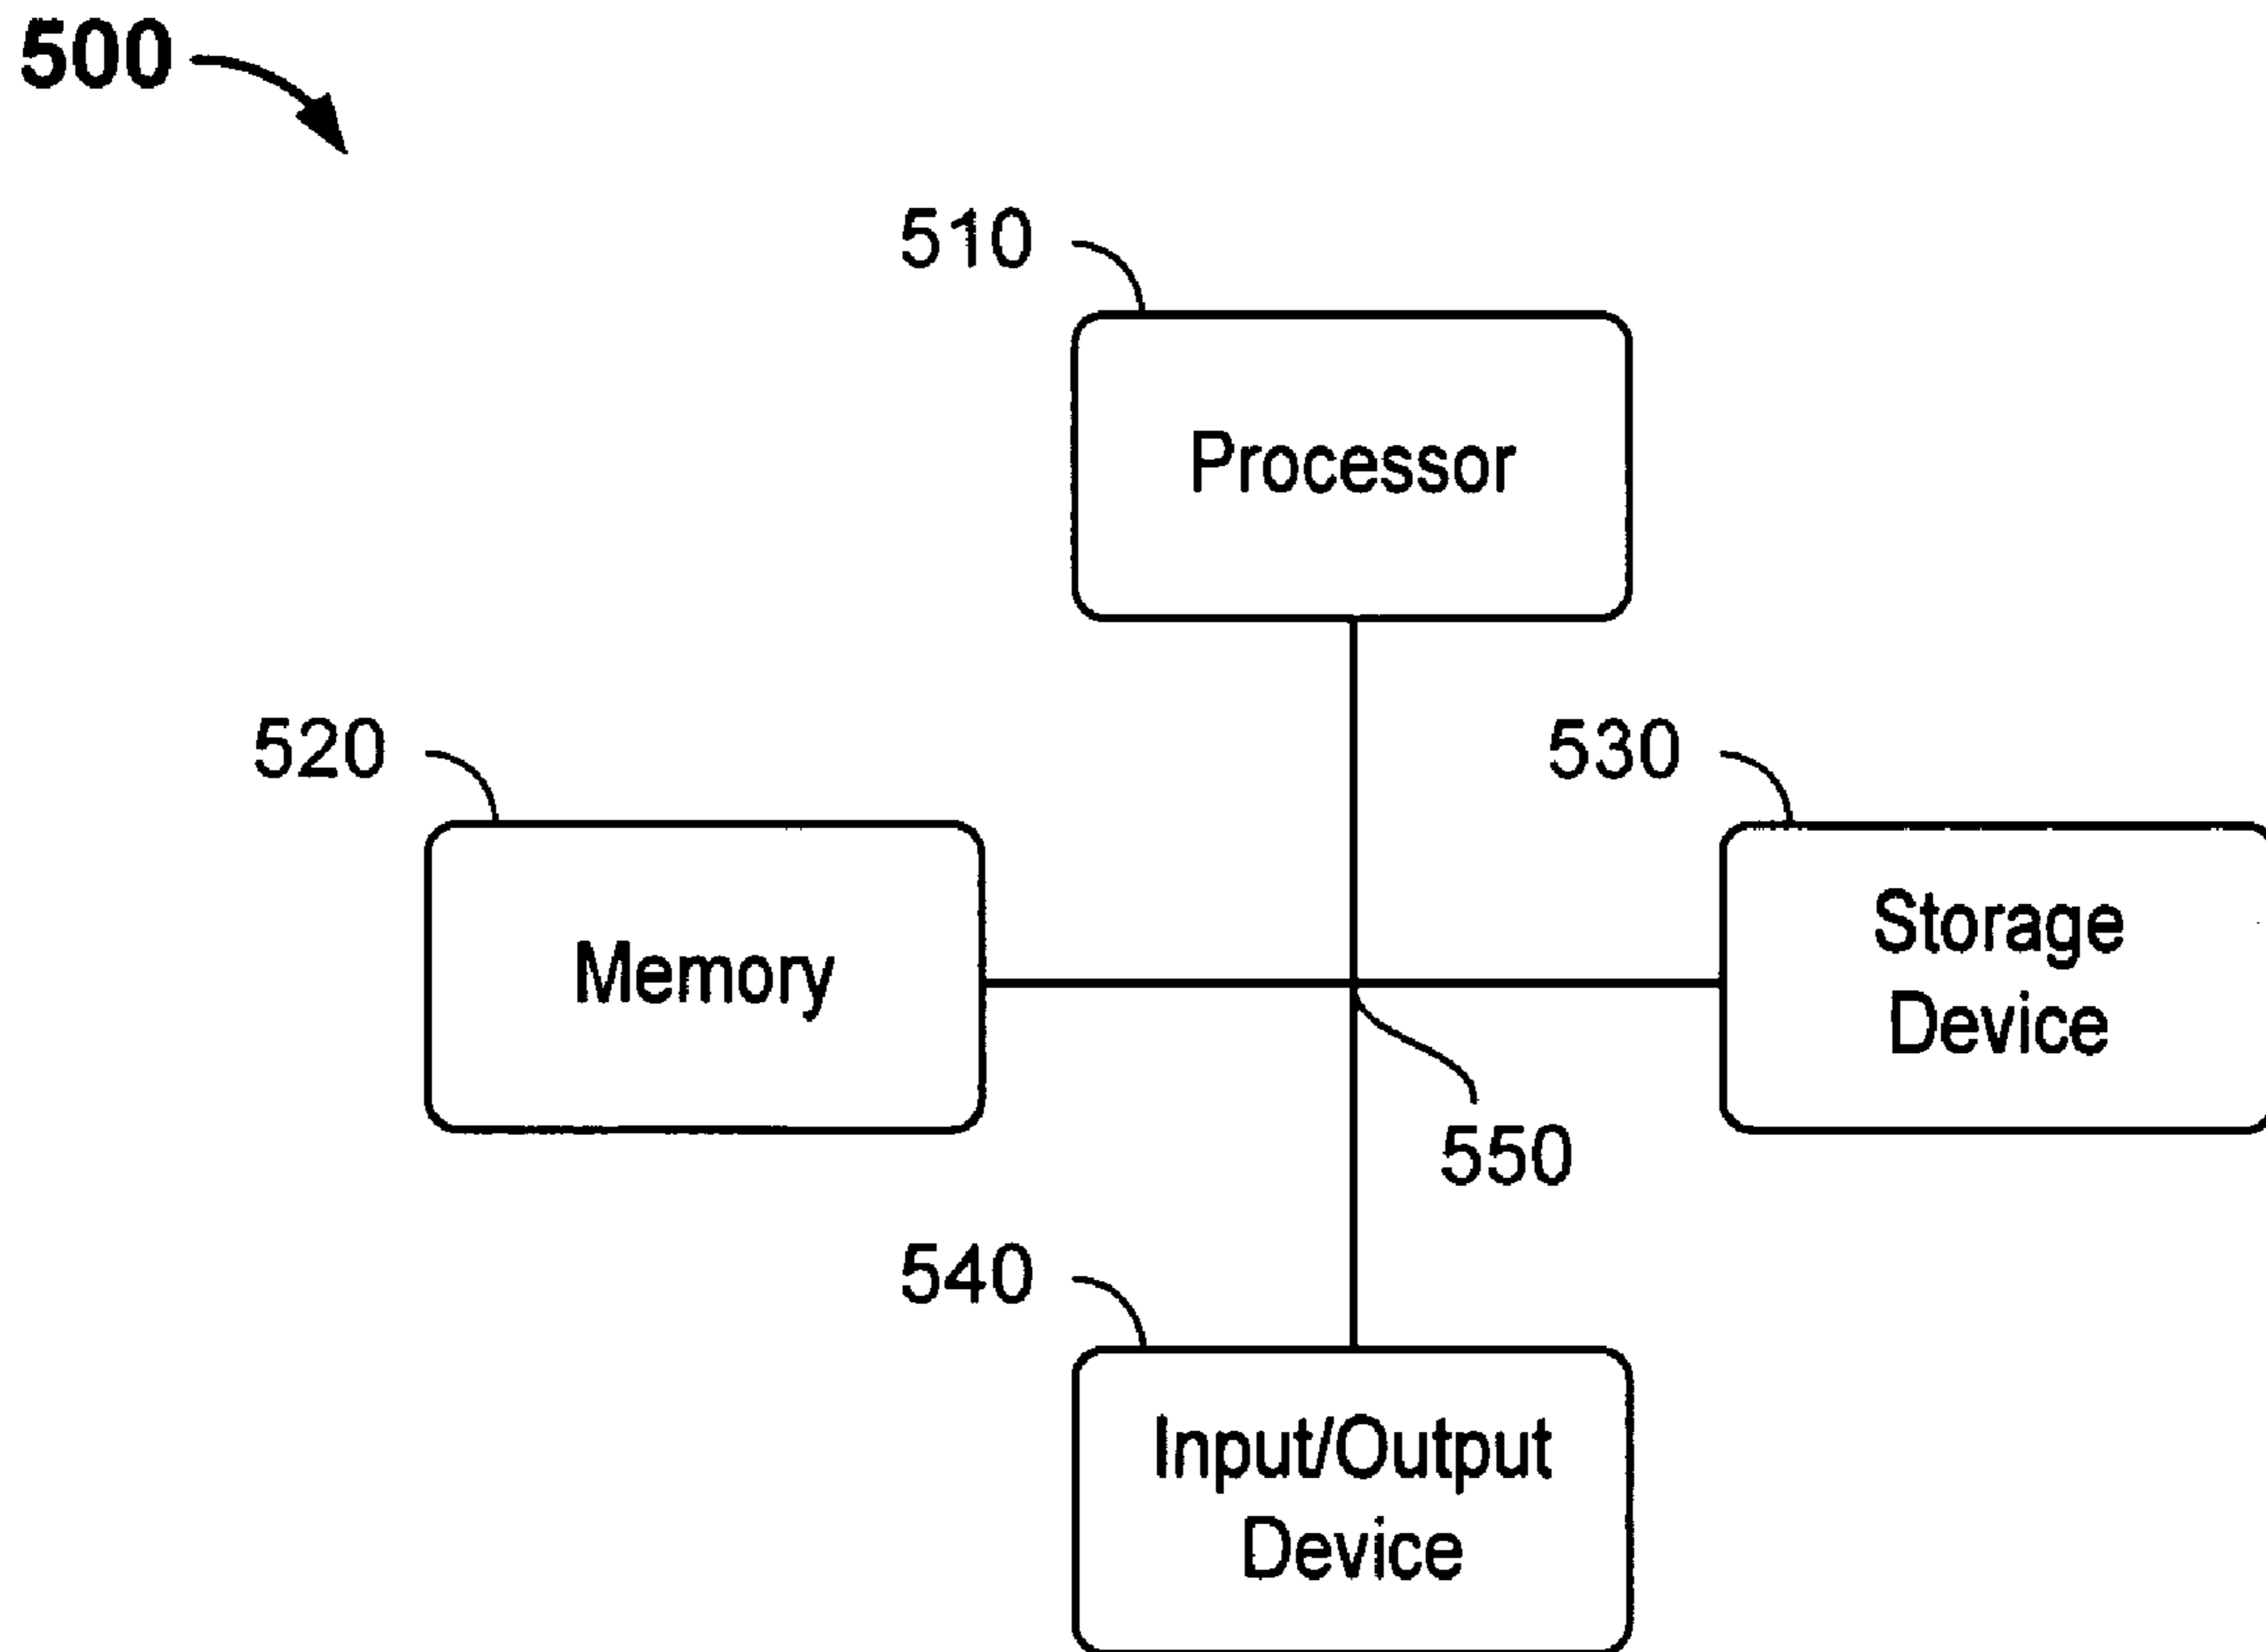 500
510
Processor
520
530
Memory
Storage
Device
550
540
Input/Output
Device